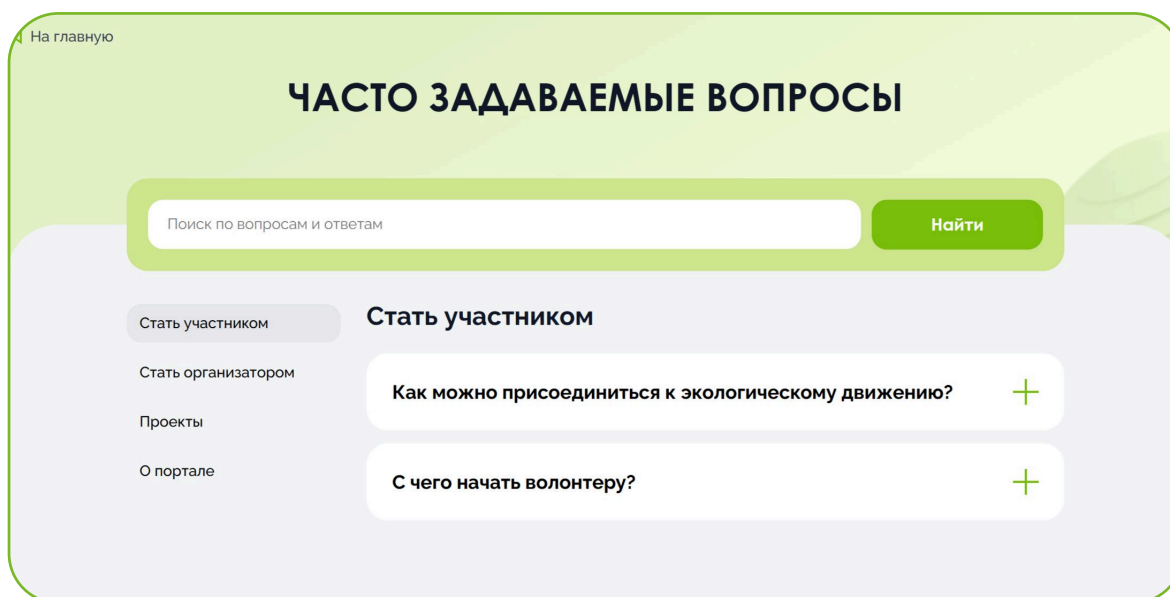 На главную
ЧАСТО ЗАДАВАЕМЫЕ ВОПРОСЫ
Поиск по вопросам и ответам
Найти
Стать участником
Стать организатором
Проекты
О портале
Стать участником
Как можно присоединиться к экологическому движению?
С чего начать волонтеру?